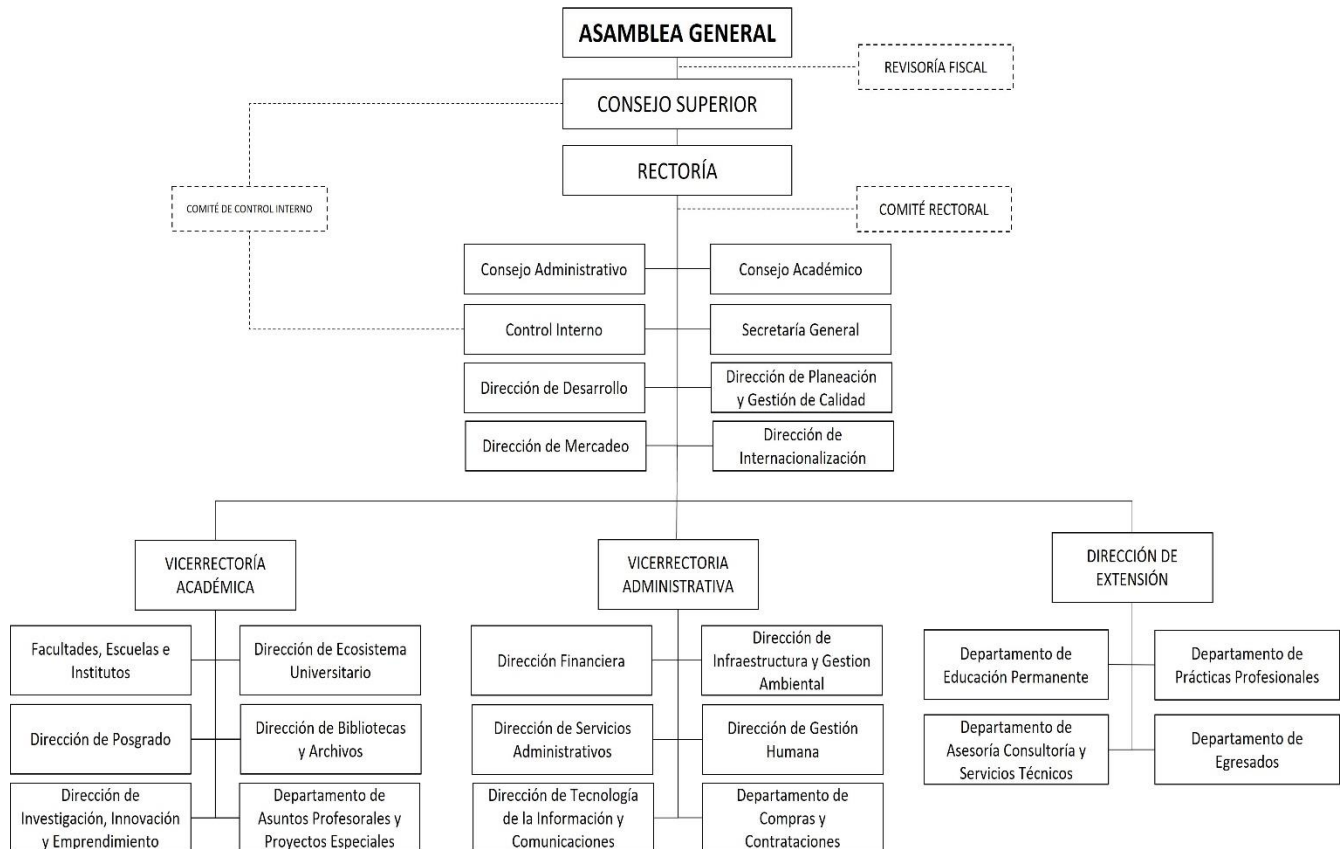 ASAMBLEA GENERAL
REVISORÍA FISCAL
CONSEJO SUPERIOR
RECTORÍA
COMITÉ DE CONTROL INTERNO
COMITÉ RECTORAL
Consejo Administrativo
Consejo Académico
Control Interno
Secretaría General
Dirección de Desarrollo
Dirección de Planeación
y Gestión de Calidad
Dirección de Mercadeo
Dirección de
Internacionalización
VICERRECTORÍA
ACADÉMICA
VICERRECTORIA
ADMINISTRATIVA
DIRECCIÓN DE
EXTENSIÓN
Facultades, Escuelas e
Institutos
Dirección de Ecosistema
Universitario
Dirección Financiera
Dirección de
Infraestructura y Gestion
Ambiental
Departamento de
Educación Permanente
Departamento de
Prácticas Profesionales
Dirección de Posgrado
Dirección de Bibliotecas
y Archivos
Dirección de Servicios
Administrativos
Dirección de Gestión
Humana
Departamento de
Asesoría Consultoría y
Servicios Técnicos
Departamento de
Egresados
Dirección de
Investigación, Innovación
y Emprendimiento
Departamento de
Asuntos Profesorales y
Proyectos Especiales
Dirección de Tecnología
de la Información y
Comunicaciones
Departamento de
Compras y
Contrataciones